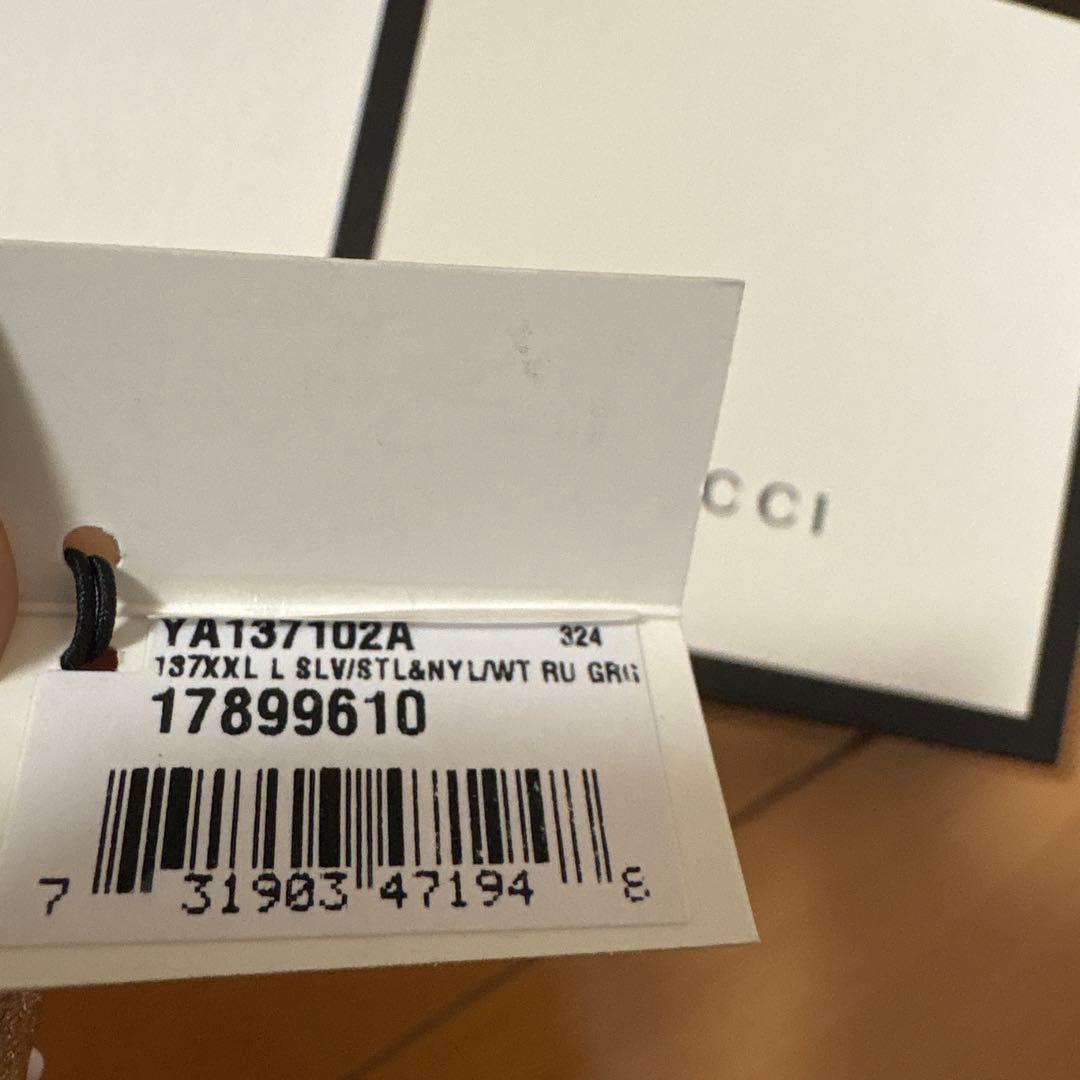 CCI
YA137102A 324
137XXL L SLV/STL&NYL/WT RU GRG
17899610
7 31903 47194 8